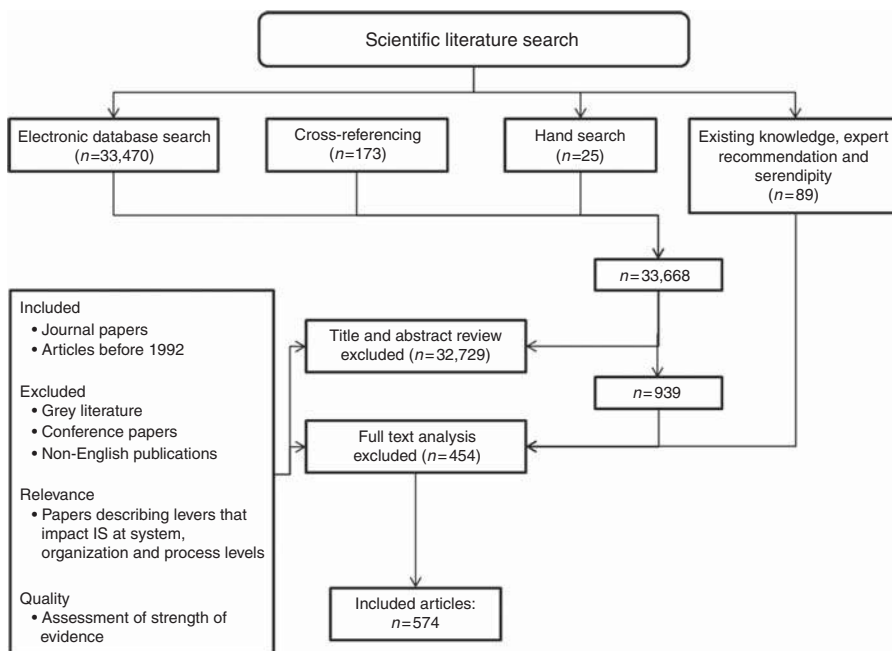 Scientific literature search
Electronic database search
(n=33,470)
Cross-referencing
(n=173)
Hand search
(n=25)
Existing knowledge, expert
recommendation and
serendipity
(n=89)
n=33,668
Included
• Journal papers
• Articles before 1992
Excluded
• Grey literature
• Conference papers
• Non-English publications
Relevance
• Papers describing levers that
impact IS at system,
organization and process levels
Quality
• Assessment of strength of
evidence
Title and abstract review
excluded (n=32,729)
n=939
Full text analysis
excluded (n=454)
Included articles:
n=574